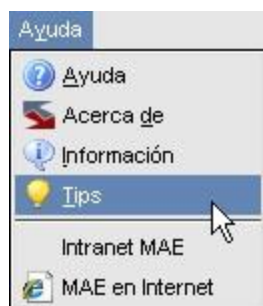 Ayuda
Ayuda
Acerca de
Información
Tips
Intranet MAE
MAE en Internet